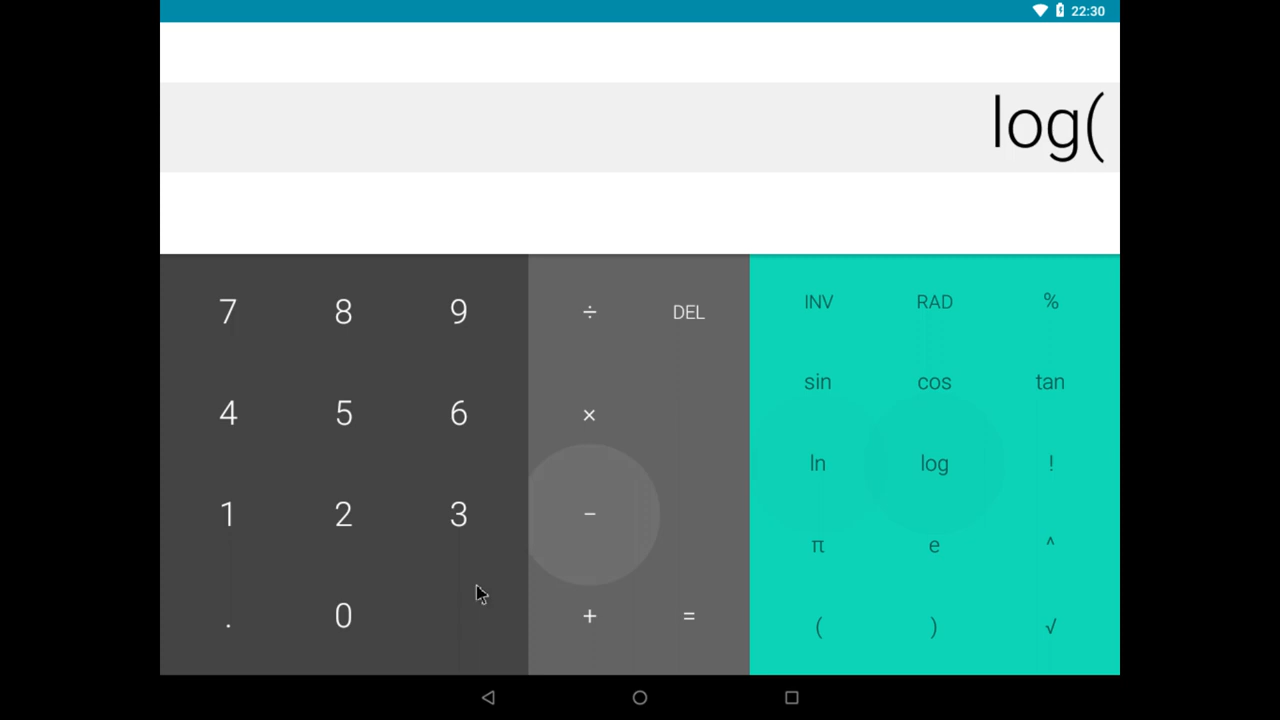 22:30
log(
7 8 9 ÷ DEL INV RAD %
4 5 6 × sin cos tan
1 2 3 − ln log !
π e ^
. 0 + = ( ) √